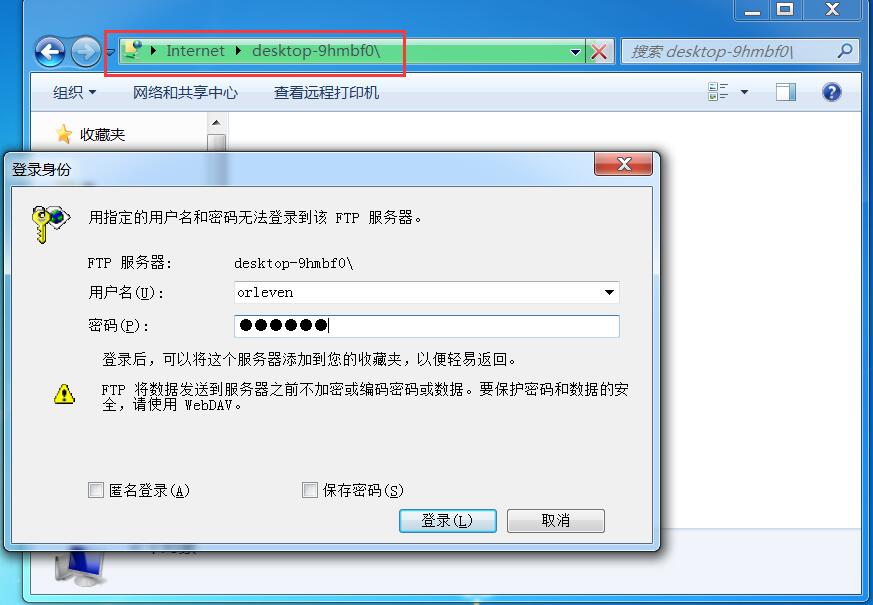 Internet desktop-9hmbf0\
搜索 desktop-9hmbf0\
组织 网络和共享中心 查看远程打印机
收藏夹
登录身份
用指定的用户名和密码无法登录到该 FTP 服务器。
FTP 服务器: desktop-9hmbf0\
用户名(U): orleven
密码(P): ●●●●●●
登录后，可以将这个服务器添加到您的收藏夹，以便轻易返回。
FTP 将数据发送到服务器之前不加密或编码密码或数据。要保护密码和数据的安
全，请使用 WebDAV。
匿名登录(A) 保存密码(S)
登录(L) 取消